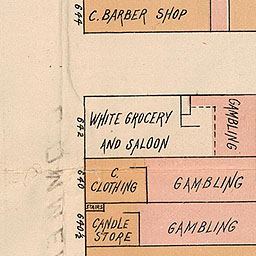 644
C. BARBER SHOP
642
WHITE GROCERY
AND SALOON
GAMBLING
640
C.
CLOTHING
GAMBLING
STAIRS
640½
CANDLE
STORE
GAMBLING